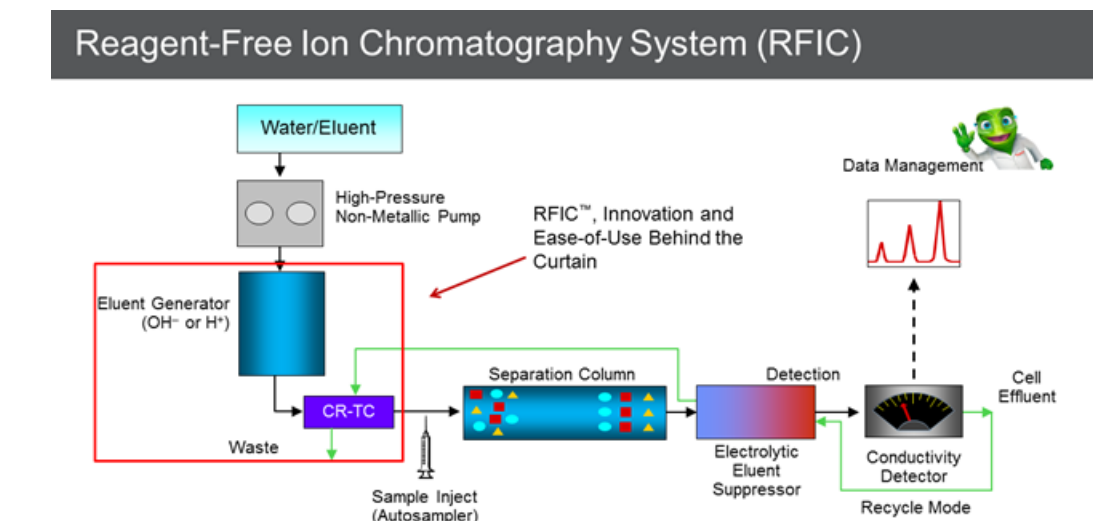 Reagent-Free Ion Chromatography System (RFIC)
Water/Eluent
High-Pressure
Non-Metallic Pump
RFIC™, Innovation and
Ease-of-Use Behind the
Curtain
Data Management
Eluent Generator
(OH– or H⁺)
CR-TC
Waste
Sample Inject
(Autosampler)
Separation Column
Detection
Electrolytic
Eluent
Suppressor
Conductivity
Detector
Cell
Effluent
Recycle Mode